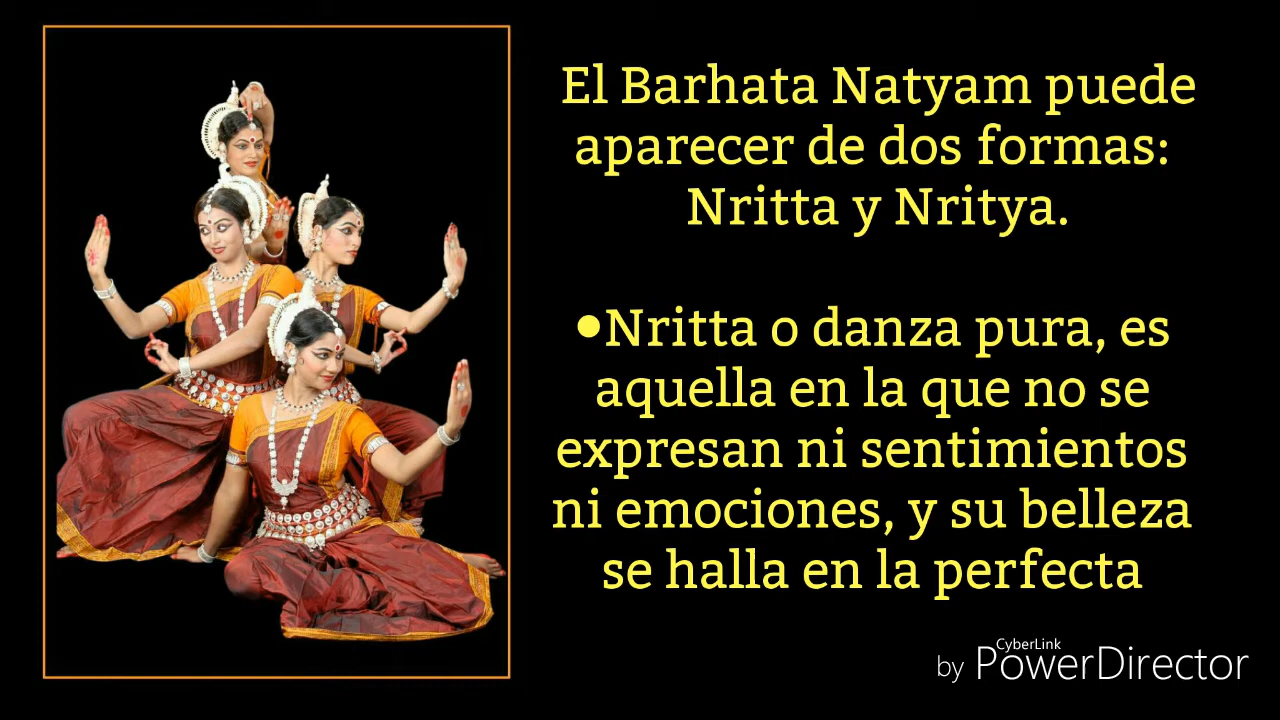 El Barhata Natyam puede
aparecer de dos formas:
Nritta y Nritya.
●Nritta o danza pura, es
aquella en la que no se
expresan ni sentimientos
ni emociones, y su belleza
se halla en la perfecta
CyberLink
by PowerDirector